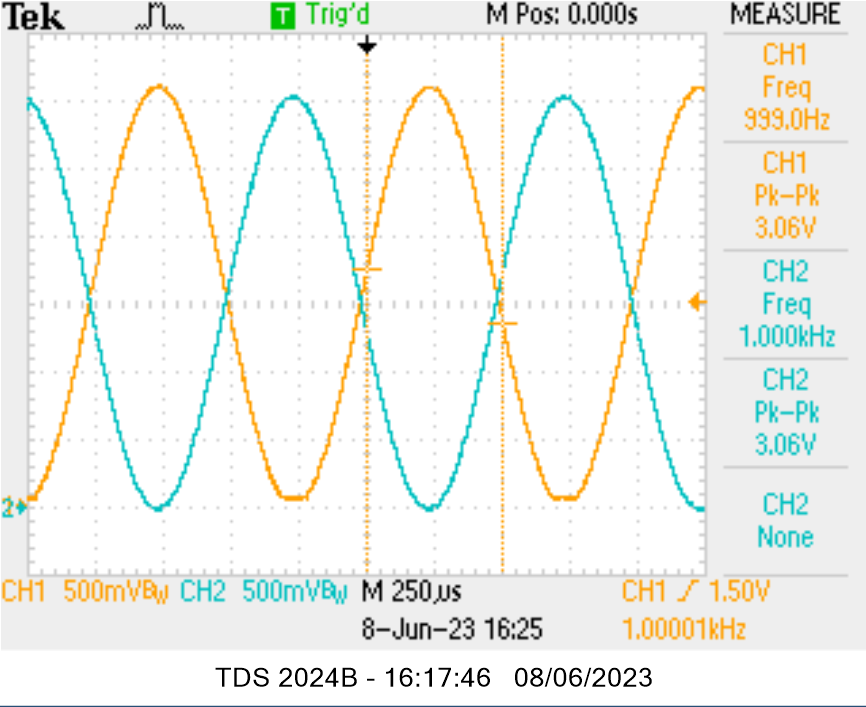 Tek T Trig'd M Pos: 0.000s MEASURE
CH1
Freq
999.0Hz
CH1
Pk-Pk
3.06V
CH2
Freq
1.000kHz
CH2
Pk-Pk
3.06V
CH2
None
2
CH1 500mVBW CH2 500mVBW M 250µs CH1 1.50V
8-Jun-23 16:25 1.00001kHz
TDS 2024B - 16:17:46 08/06/2023